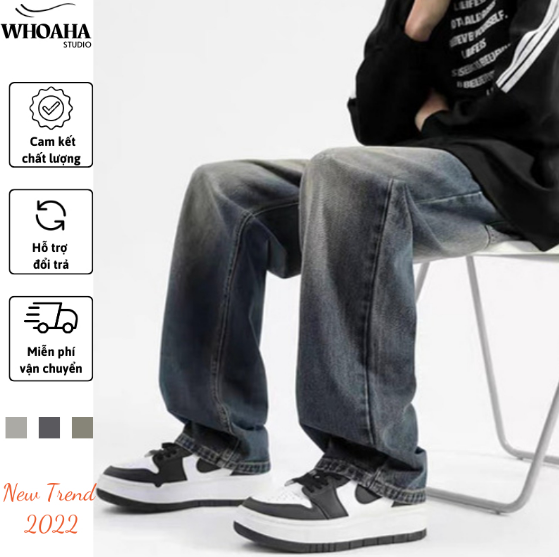 WHOAHA
STUDIO
Cam kết
chất lượng
Hỗ trợ
đổi trả
Miễn phí
vận chuyển
New Trend
2022